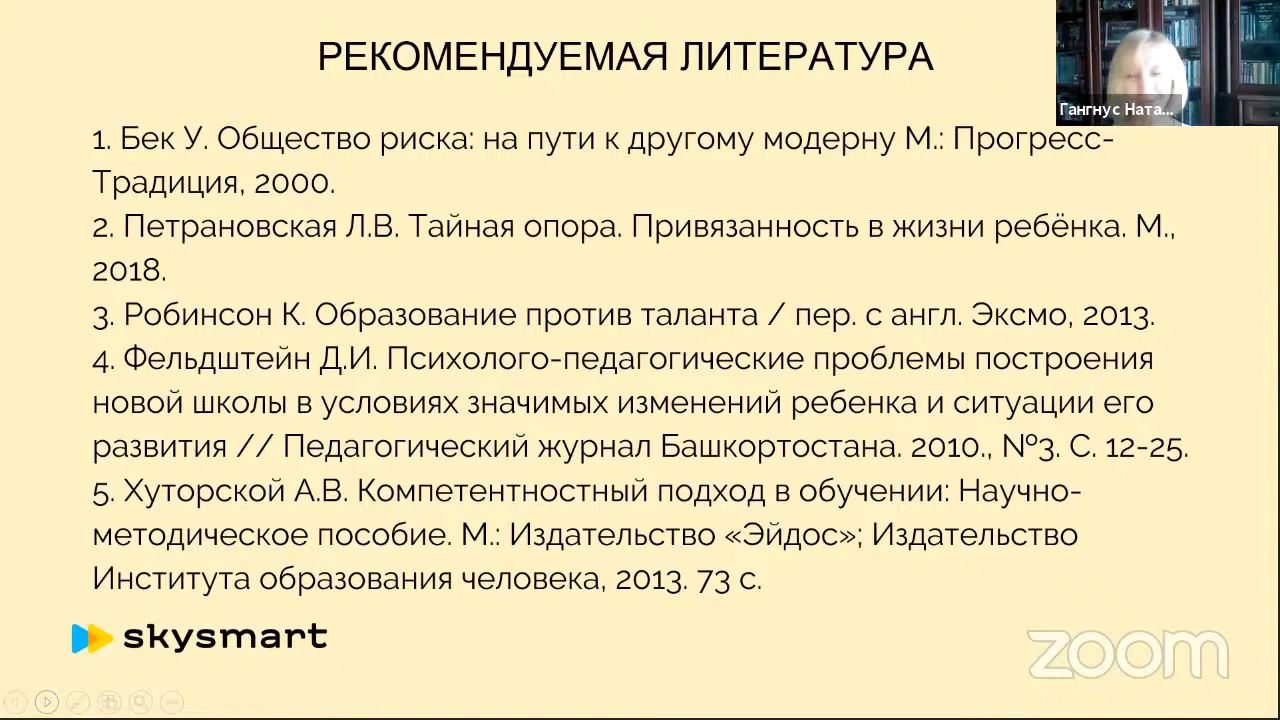 РЕКОМЕНДУЕМАЯ ЛИТЕРАТУРА
Гангнус Ната...
1. Бек У. Общество риска: на пути к другому модерну М.: Прогресс-
Традиция, 2000.
2. Петрановская Л.В. Тайная опора. Привязанность в жизни ребёнка. М.,
2018.
3. Робинсон К. Образование против таланта / пер. с англ. Эксмо, 2013.
4. Фельдштейн Д.И. Психолого-педагогические проблемы построения
новой школы в условиях значимых изменений ребенка и ситуации его
развития // Педагогический журнал Башкортостана. 2010., №3. С. 12-25.
5. Хуторской А.В. Компетентностный подход в обучении: Научно-
методическое пособие. М.: Издательство «Эйдос»; Издательство
Института образования человека, 2013. 73 с.
skysmart
zoom